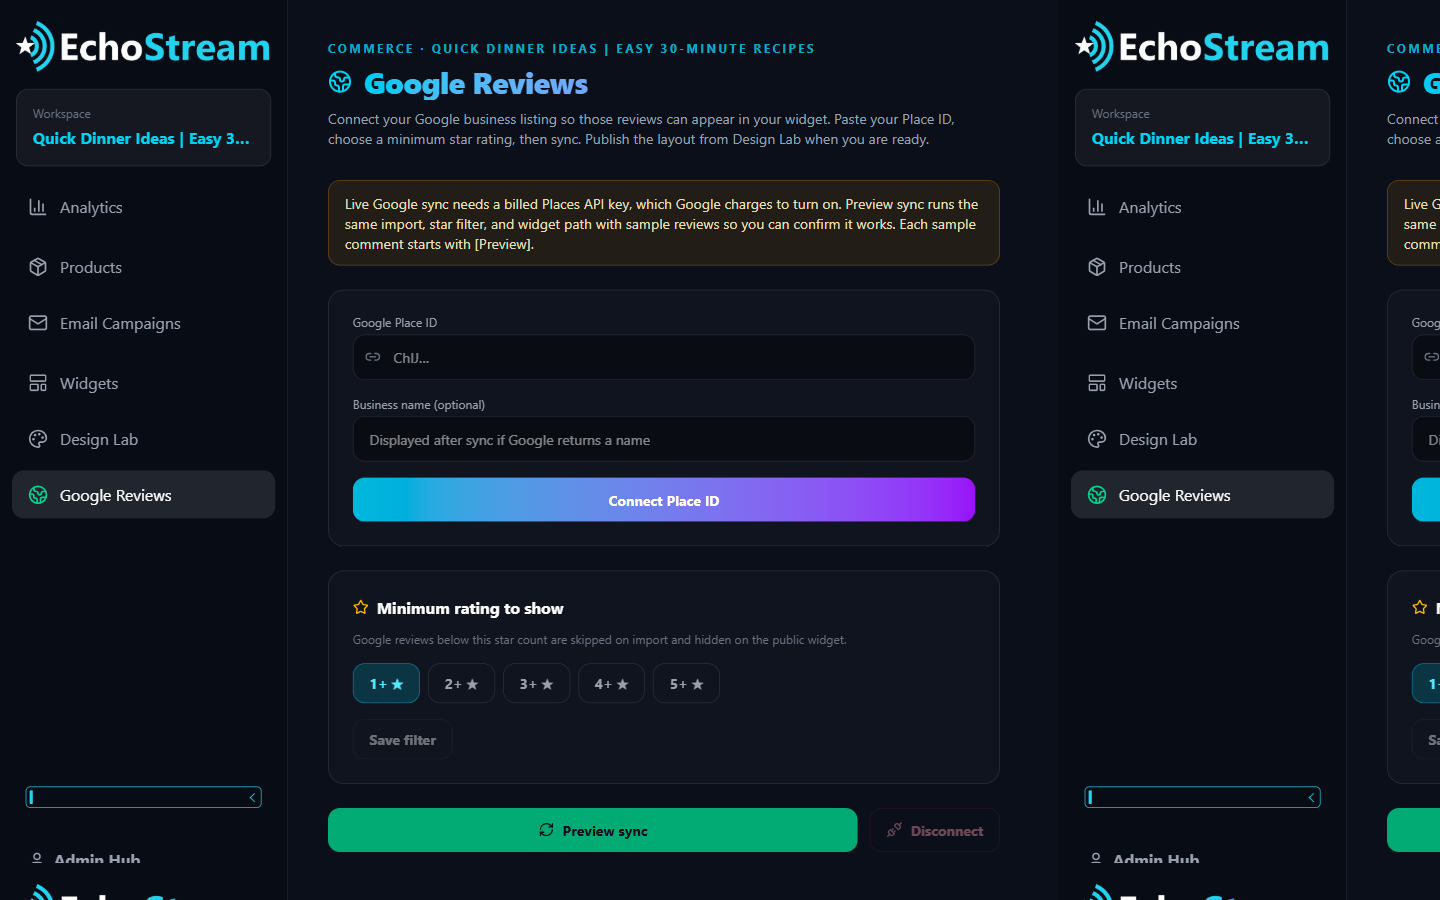 EchoStream
Workspace
Quick Dinner Ideas | Easy 3...
Analytics
Products
Email Campaigns
Widgets
Design Lab
Google Reviews
Admin Hub
COMMERCE · QUICK DINNER IDEAS | EASY 30-MINUTE RECIPES
Google Reviews
Connect your Google business listing so those reviews can appear in your widget. Paste your Place ID,
choose a minimum star rating, then sync. Publish the layout from Design Lab when you are ready.
Live Google sync needs a billed Places API key, which Google charges to turn on. Preview sync runs the
same import, star filter, and widget path with sample reviews so you can confirm it works. Each sample
comment starts with [Preview].
Google Place ID
ChIJ...
Business name (optional)
Displayed after sync if Google returns a name
Connect Place ID
Minimum rating to show
Google reviews below this star count are skipped on import and hidden on the public widget.
1+ ★ 2+ ★ 3+ ★ 4+ ★ 5+ ★
Save filter
Preview sync
Disconnect
EchoStream
Workspace
Quick Dinner Ideas | Easy 3...
Analytics
Products
Email Campaigns
Widgets
Design Lab
Google Reviews
Admin Hub
Connect
Live G
same